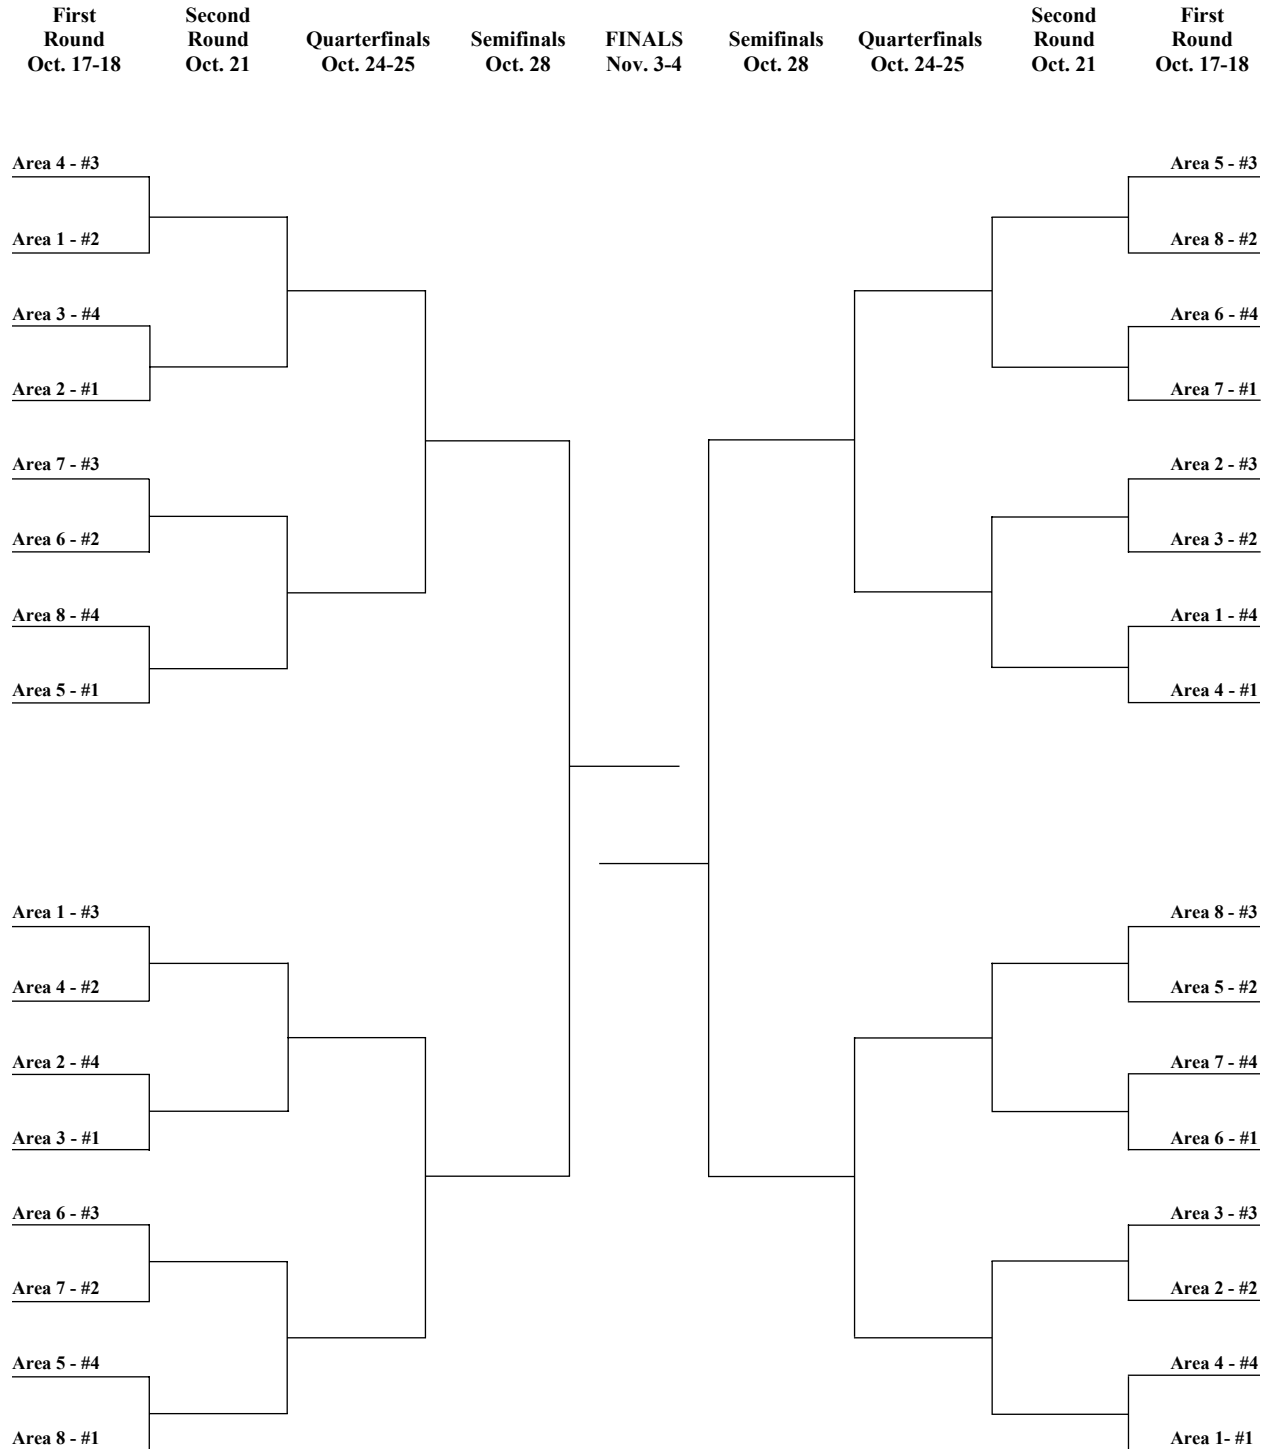 First Second Second First
Round Round Quarterfinals Semifinals FINALS Semifinals Quarterfinals Round Round
Oct. 17-18 Oct. 21 Oct. 24-25 Oct. 28 Nov. 3-4 Oct. 28 Oct. 24-25 Oct. 21 Oct. 17-18
Area 4 - #3 Area 5 - #3
Area 1 - #2 Area 8 - #2
Area 3 - #4 Area 6 - #4
Area 2 - #1 Area 7 - #1
Area 7 - #3 Area 2 - #3
Area 6 - #2 Area 3 - #2
Area 8 - #4 Area 1 - #4
Area 5 - #1 Area 4 - #1
Area 1 - #3 Area 8 - #3
Area 4 - #2 Area 5 - #2
Area 2 - #4 Area 7 - #4
Area 3 - #1 Area 6 - #1
Area 6 - #3 Area 3 - #3
Area 7 - #2 Area 2 - #2
Area 5 - #4 Area 4 - #4
Area 8 - #1 Area 1- #1